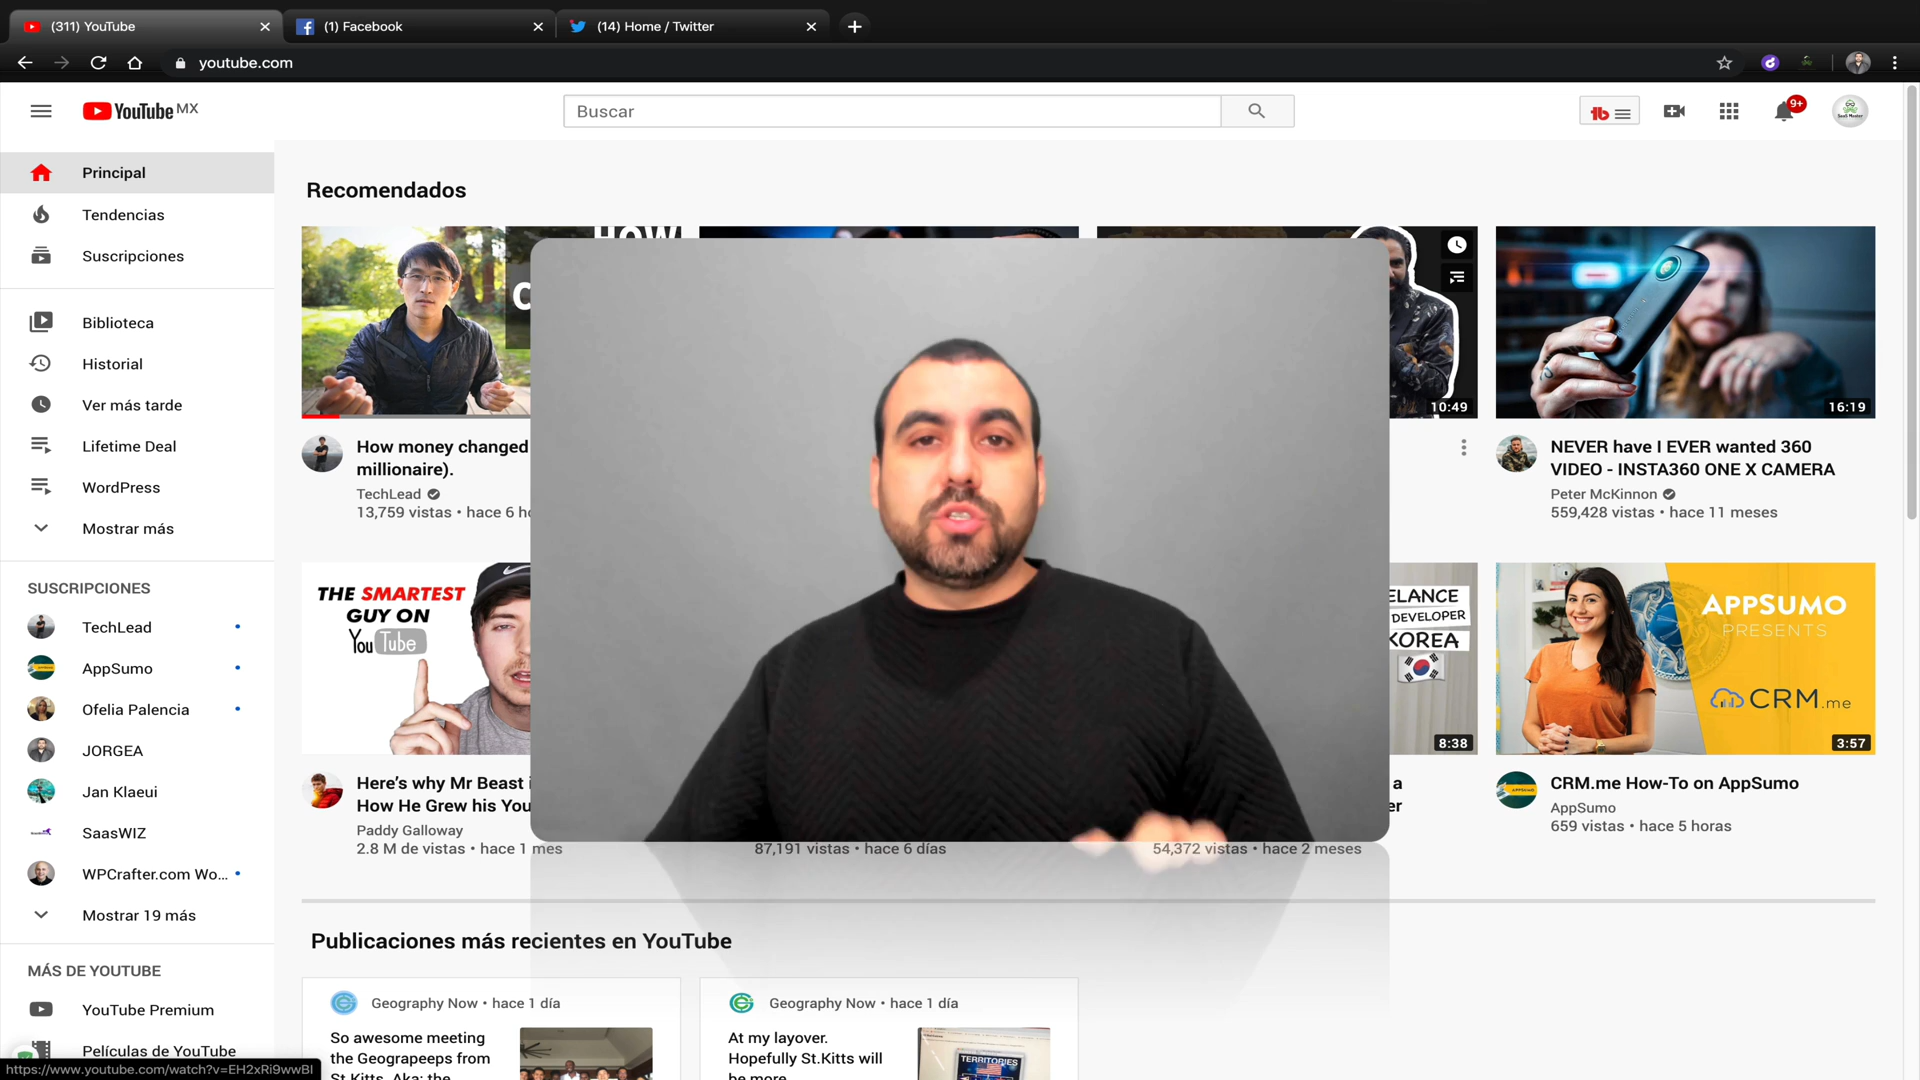 (311) YouTube
(1) Facebook
(14) Home / Twitter
youtube.com
YouTube MX
Buscar
9+
Principal
Tendencias
Suscripciones
Biblioteca
Historial
Ver más tarde
Lifetime Deal
WordPress
Mostrar más
SUSCRIPCIONES
TechLead
AppSumo
Ofelia Palencia
JORGEA
Jan Klaeui
SaasWIZ
WPCrafter.com Wo...
Mostrar 19 más
MÁS DE YOUTUBE
YouTube Premium
Películas de YouTube
https://www.youtube.com/watch?v=EH2xRi9wwBI
Recomendados
HOW
10:49
16:19
How money changed
millionaire).
TechLead
13,759 vistas • hace 6 h
NEVER have I EVER wanted 360
VIDEO - INSTA360 ONE X CAMERA
Peter McKinnon
559,428 vistas • hace 11 meses
THE SMARTEST
GUY ON
YouTube
ELANCE
DEVELOPER
KOREA
8:38
APPSUMO
PRESENTS
CRM.me
3:57
Here's why Mr Beast i
How He Grew his You
Paddy Galloway
2.8 M de vistas • hace 1 mes
87,191 vistas • hace 6 días
a
er
54,372 vistas • hace 2 meses
CRM.me How-To on AppSumo
AppSumo
659 vistas • hace 5 horas
Publicaciones más recientes en YouTube
Geography Now • hace 1 día
So awesome meeting
the Geograpeeps from
St Kitts. Aka: the
Geography Now • hace 1 día
At my layover.
Hopefully St.Kitts will
be more
TERRITORIES